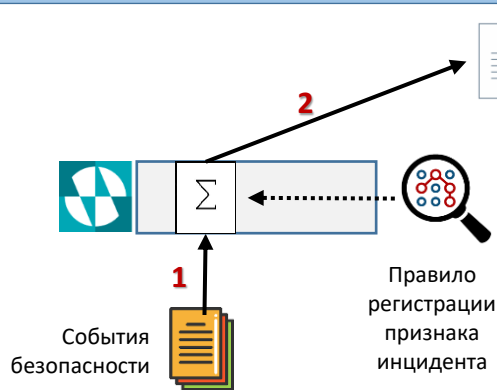 2
Σ
1
Правило
регистрации
признака
инцидента
События
безопасности